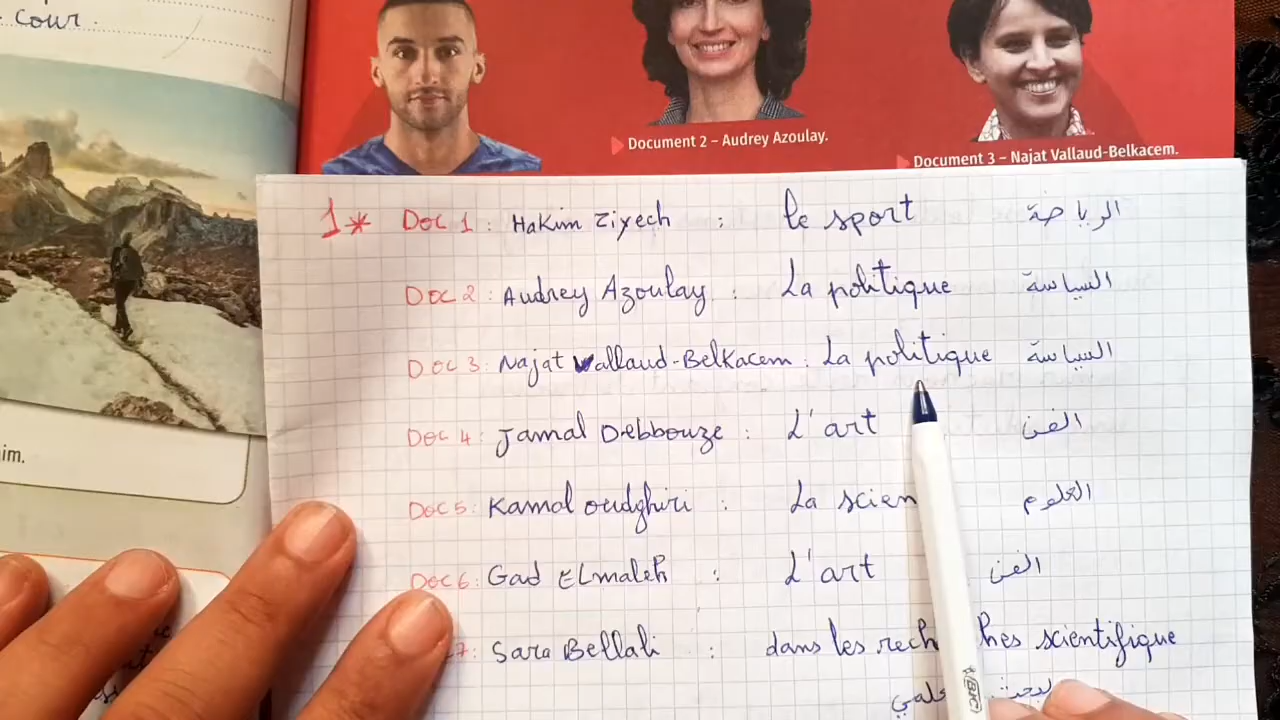 cour.
Document 2 – Audrey Azoulay.
Document 3 – Najat Vallaud-Belkacem.
1* Doc 1 : Hakim Ziyech : le sport الرياضة
Doc 2 : Audrey Azoulay : La politique السياسة
Doc 3 : Najat Vallaud-Belkacem : La politique السياسة
Doc 4 : Jamal Debbouze : L'art الفن
im.
Doc 5 : Kamal oudghiri : La scien العلوم
Doc 6 : Gad ELmaleh : L'art الفن
7 : Sara Bellali : dans les rech hes scientifique
BIC